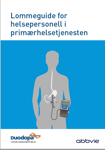 Lommeguide for
helsepersonell i
primærhelsetjenesten
DUODOPA
abbvie